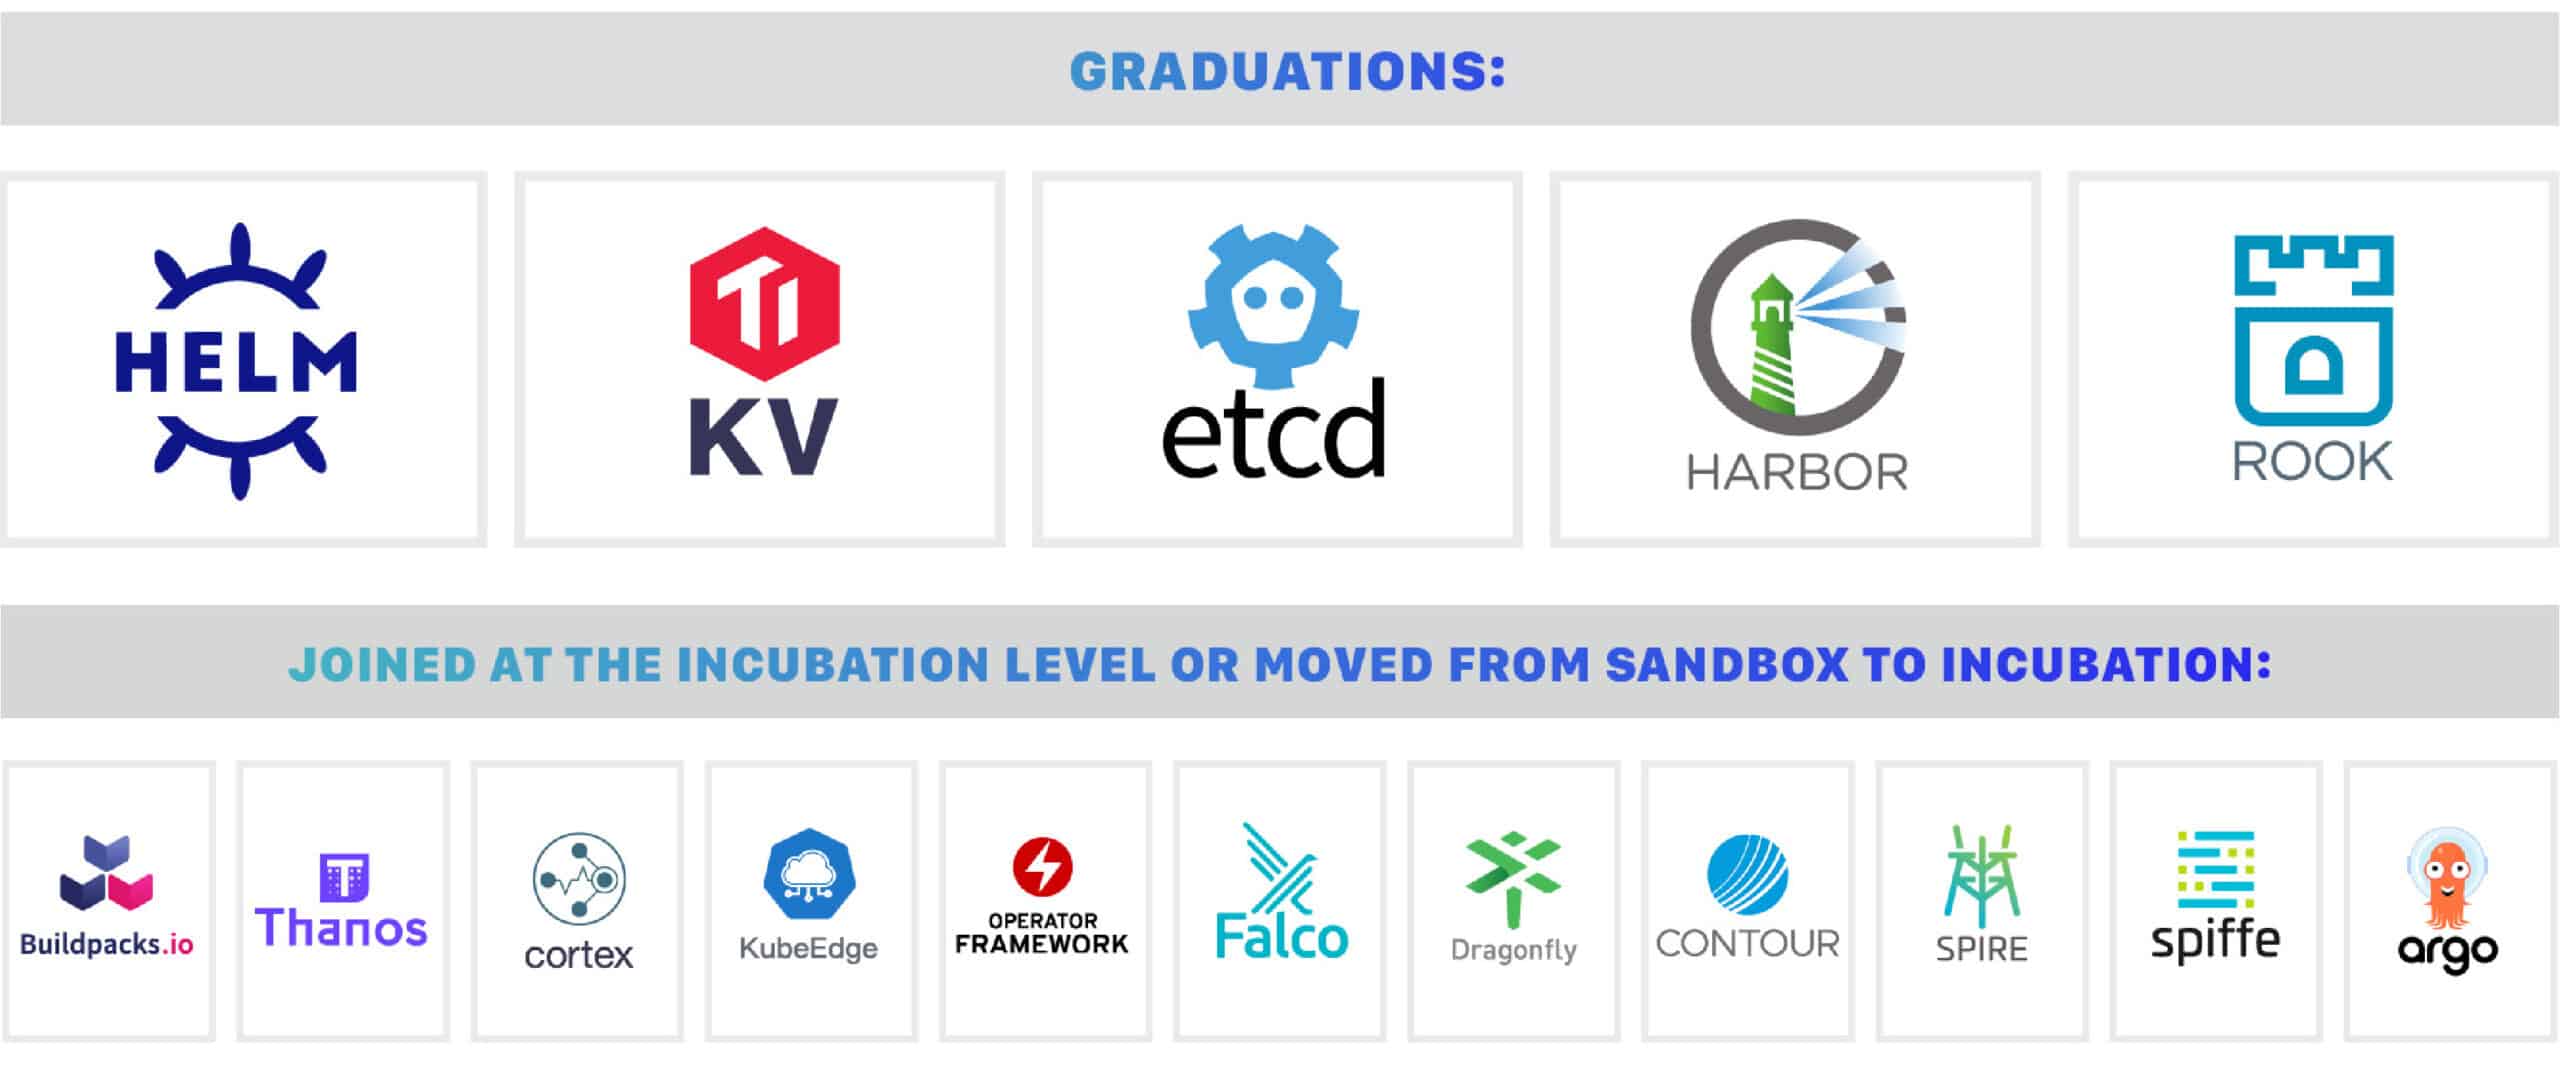 GRADUATIONS:
HELM
TI
KV
etcd
HARBOR
ROOK
JOINED AT THE INCUBATION LEVEL OR MOVED FROM SANDBOX TO INCUBATION:
Buildpacks.io
T
Thanos
cortex
KubeEdge
OPERATOR
FRAMEWORK
Falco
Dragonfly
CONTOUR
SPIRE
spiffe
argo